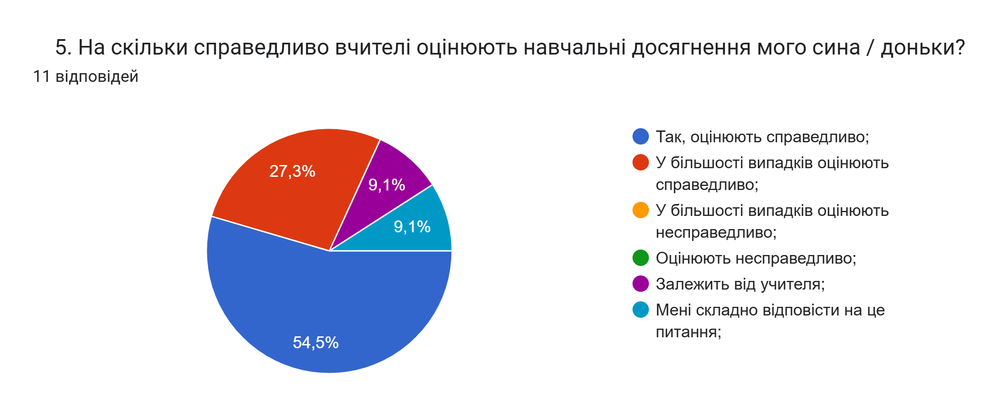 5. На скільки справедливо вчителі оцінюють навчальні досягнення мого сина / доньки?
11 відповідей
27,3%
9,1%
9,1%
54,5%
Так, оцінюють справедливо;
У більшості випадків оцінюють
справедливо;
У більшості випадків оцінюють
несправедливо;
Оцінюють несправедливо;
Залежить від учителя;
Мені складно відповісти на це
питання;